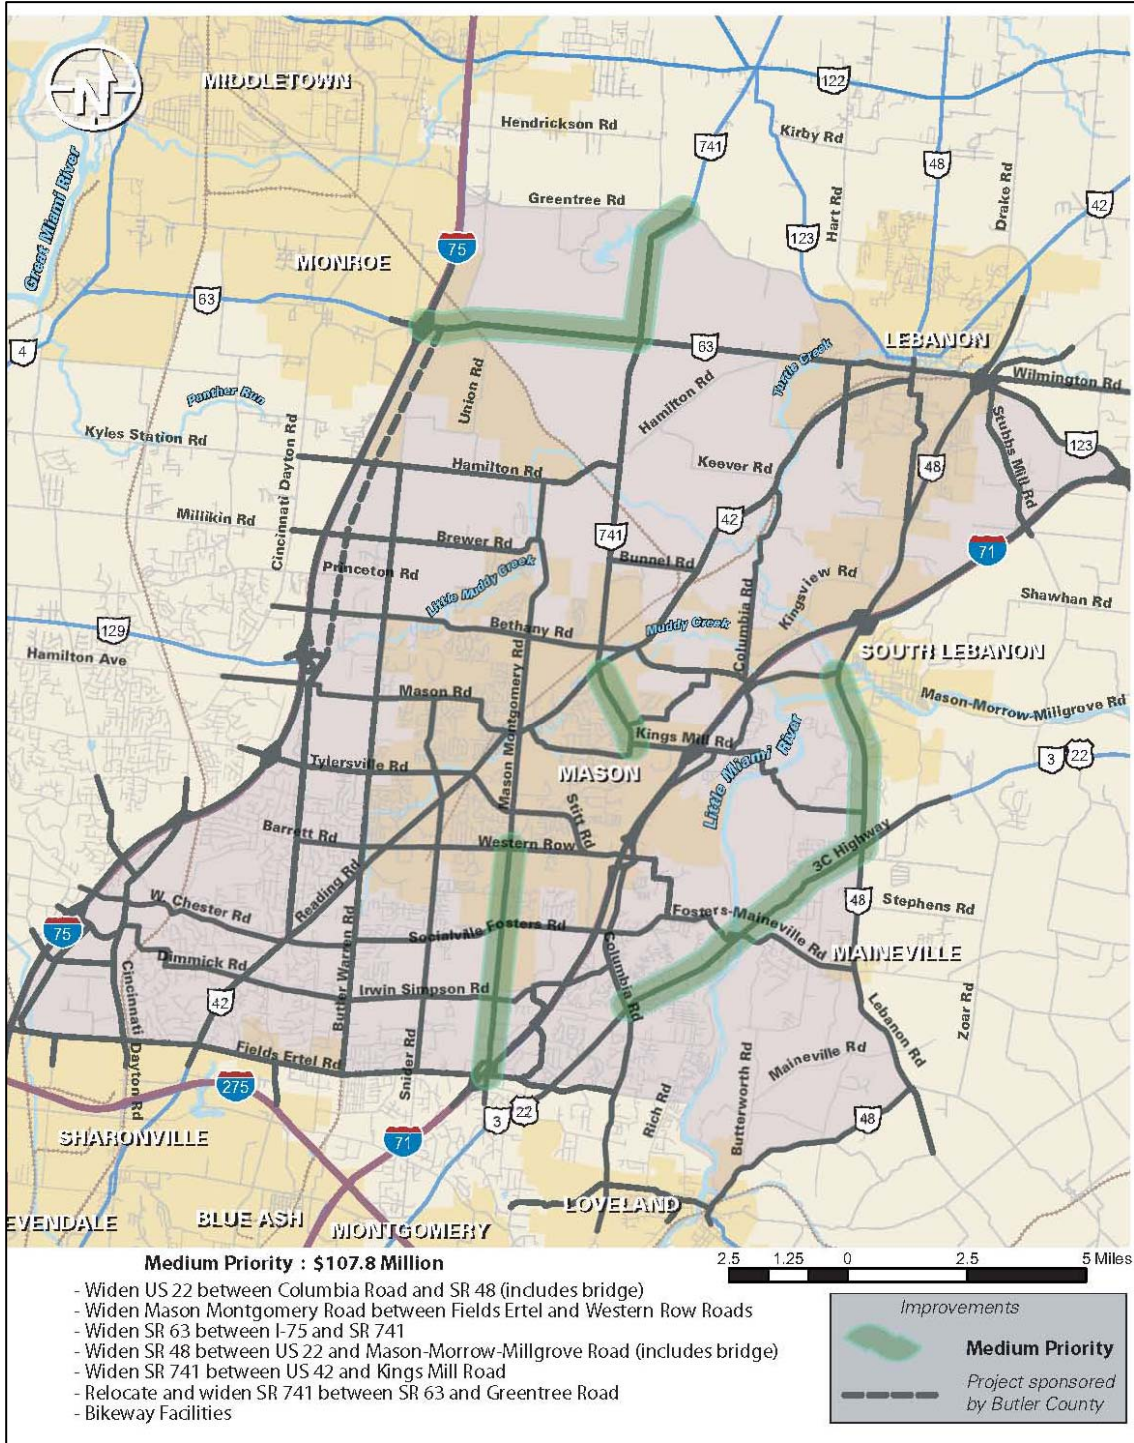 N
MIDDLETOWN
122
Hendrickson Rd
Kirby Rd
741
48
Great Miami River
Greentree Rd
Hart Rd
Drake Rd
42
123
75
MONROE
63
4
63
LEBANON
Turtle Creek
Wilmington Rd
Union Rd
Hamilton Rd
Panther Run
Stubbs Mill Rd
Kyles Station Rd
Cincinnati Dayton Rd
Hamilton Rd
Keever Rd
48
123
Millikin Rd
42
741
Brewer Rd
71
Bunnel Rd
Princeton Rd
Little Muddy Creek
Kingsview Rd
Columbia Rd
Shawhan Rd
129
Bethany Rd
Muddy Creek
Hamilton Ave
SOUTH LEBANON
Mason Rd
Mason Montgomery Rd
Mason-Morrow-Millgrove Rd
Kings Mill Rd
Little Miami River
Tylersville Rd
MASON
3
22
Stitt Rd
Barrett Rd
Western Row
3C Highway
Reading Rd
48
Stephens Rd
W. Chester Rd
Fosters-Maineville Rd
75
Socialville Fosters Rd
MAINEVILLE
Dimmick Rd
Butler Warren Rd
Columbia Rd
Cincinnati Dayton Rd
42
Irwin Simpson Rd
Lebanon Rd
Zoar Rd
Fields Ertel Rd
Snider Rd
Maineville Rd
275
Rich Rd
Butterworth Rd
3
22
48
SHARONVILLE
71
LOVELAND
EVENDALE
BLUE ASH
MONTGOMERY
2.5 1.25 0 2.5 5 Miles
Medium Priority : $107.8 Million
- Widen US 22 between Columbia Road and SR 48 (includes bridge)
- Widen Mason Montgomery Road between Fields Ertel and Western Row Roads
- Widen SR 63 between I-75 and SR 741
- Widen SR 48 between US 22 and Mason-Morrow-Millgrove Road (includes bridge)
- Widen SR 741 between US 42 and Kings Mill Road
- Relocate and widen SR 741 between SR 63 and Greentree Road
- Bikeway Facilities
Improvements
Medium Priority
Project sponsored
by Butler County